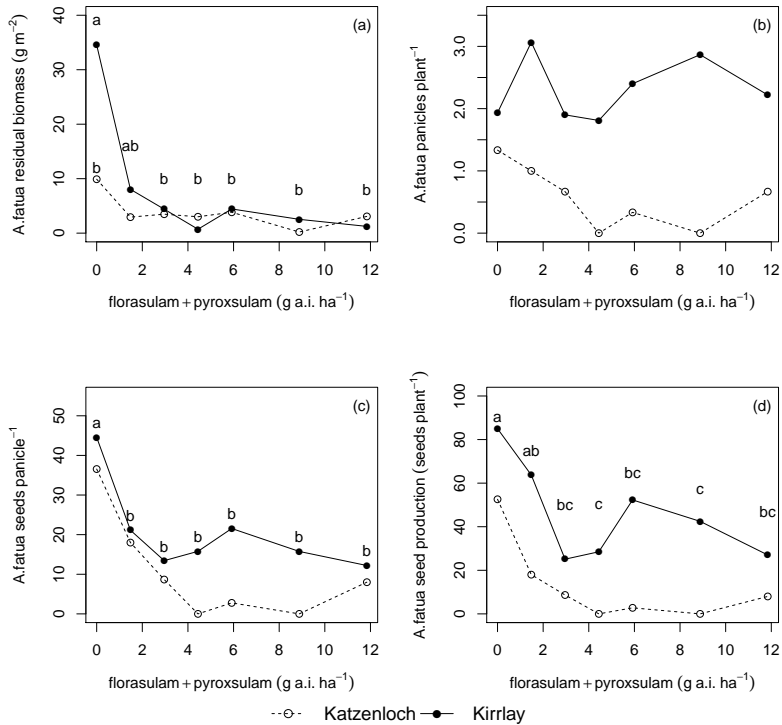 (a)
A.fatua residual biomass (g m−2)
40
30
20
10
0
a
b
ab
b
b
b
b
b
0 2 4 6 8 10 12
florasulam + pyroxsulam (g a.i. ha−1)
(b)
A.fatua panicles plant−1
3.0
2.0
1.0
0.0
0 2 4 6 8 10 12
florasulam + pyroxsulam (g a.i. ha−1)
(c)
A.fatua seeds panicle−1
50
40
30
20
10
0
a
b
b
b
b
b
b
0 2 4 6 8 10 12
florasulam + pyroxsulam (g a.i. ha−1)
(d)
A.fatua seed production (seeds plant−1)
100
80
60
40
20
0
a
ab
bc
c
bc
c
bc
0 2 4 6 8 10 12
florasulam + pyroxsulam (g a.i. ha−1)
Katzenloch Kirrlay